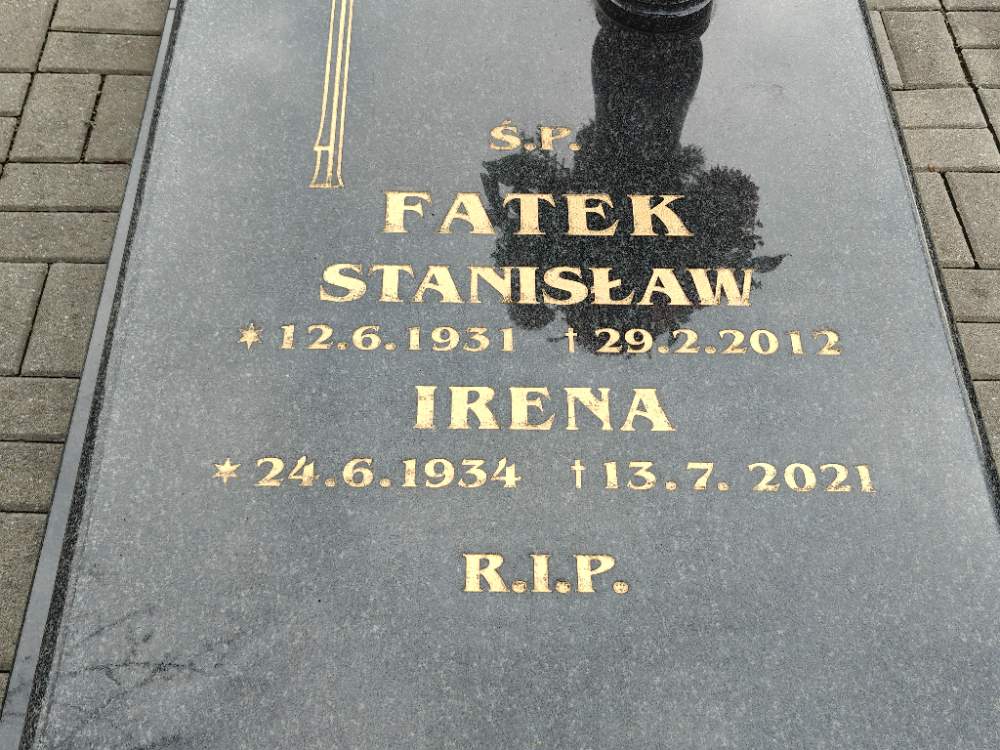 Ś.P.
FATEK
STANISŁAW
* 12.6.1931 † 29.2.2012
IRENA
* 24.6.1934 † 13.7.2021
R.I.P.